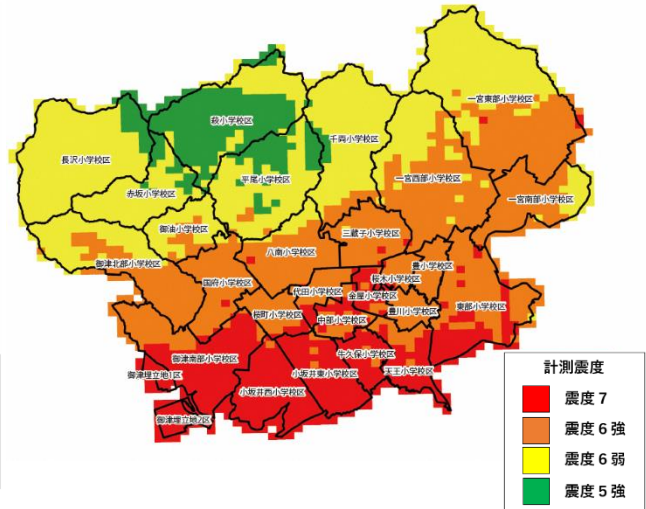 一宮東部小学校区
萩小学校区
千両小学校区
長沢小学校区
平尾小学校区
一宮西部小学校区
赤坂小学校区
一宮南部小学校区
御油小学校区
三蔵子小学校区
八南小学校区
御津北部小学校区
豊小学校区
桜木小学校区
国府小学校区
代田小学校区
金屋小学校区
東部小学校区
桜町小学校区
豊川小学校区
中部小学校区
御津南部小学校区
牛久保小学校区
御津埋立地1区
小坂井東小学校区
天王小学校区
小坂井西小学校区
御津埋立地2区
計測震度
震度7
震度6強
震度6弱
震度5強